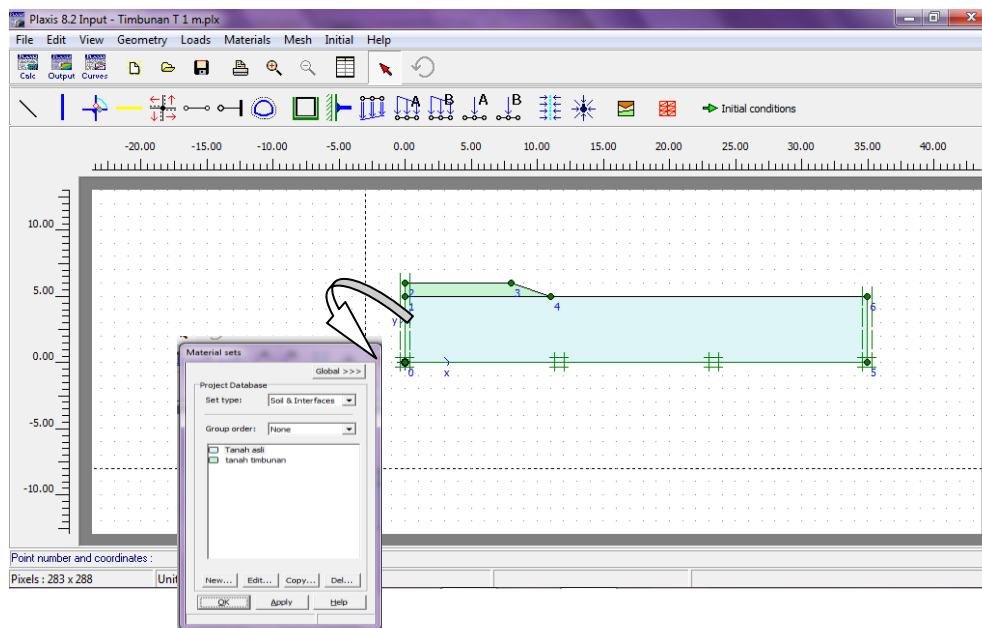 Plaxis 8.2 Input - Timbunan T 1 m.plx
File Edit View Geometry Loads Materials Mesh Initial Help
Calc Output Curves
A B A B Initial conditions
-20.00 -15.00 -10.00 -5.00 0.00 5.00 10.00 15.00 20.00 25.00 30.00 35.00 40.00
10.00
5.00
0.00
-5.00
-10.00
2 3
1 4 6
y
0 x 5
Material sets
Global >>>
Project Database
Set type: Soil & Interfaces
Group order: None
Tanah asli
tanah timbunan
New... Edit... Copy... Del...
OK Apply Help
Point number and coordinates :
Pixels : 283 x 288 Unit